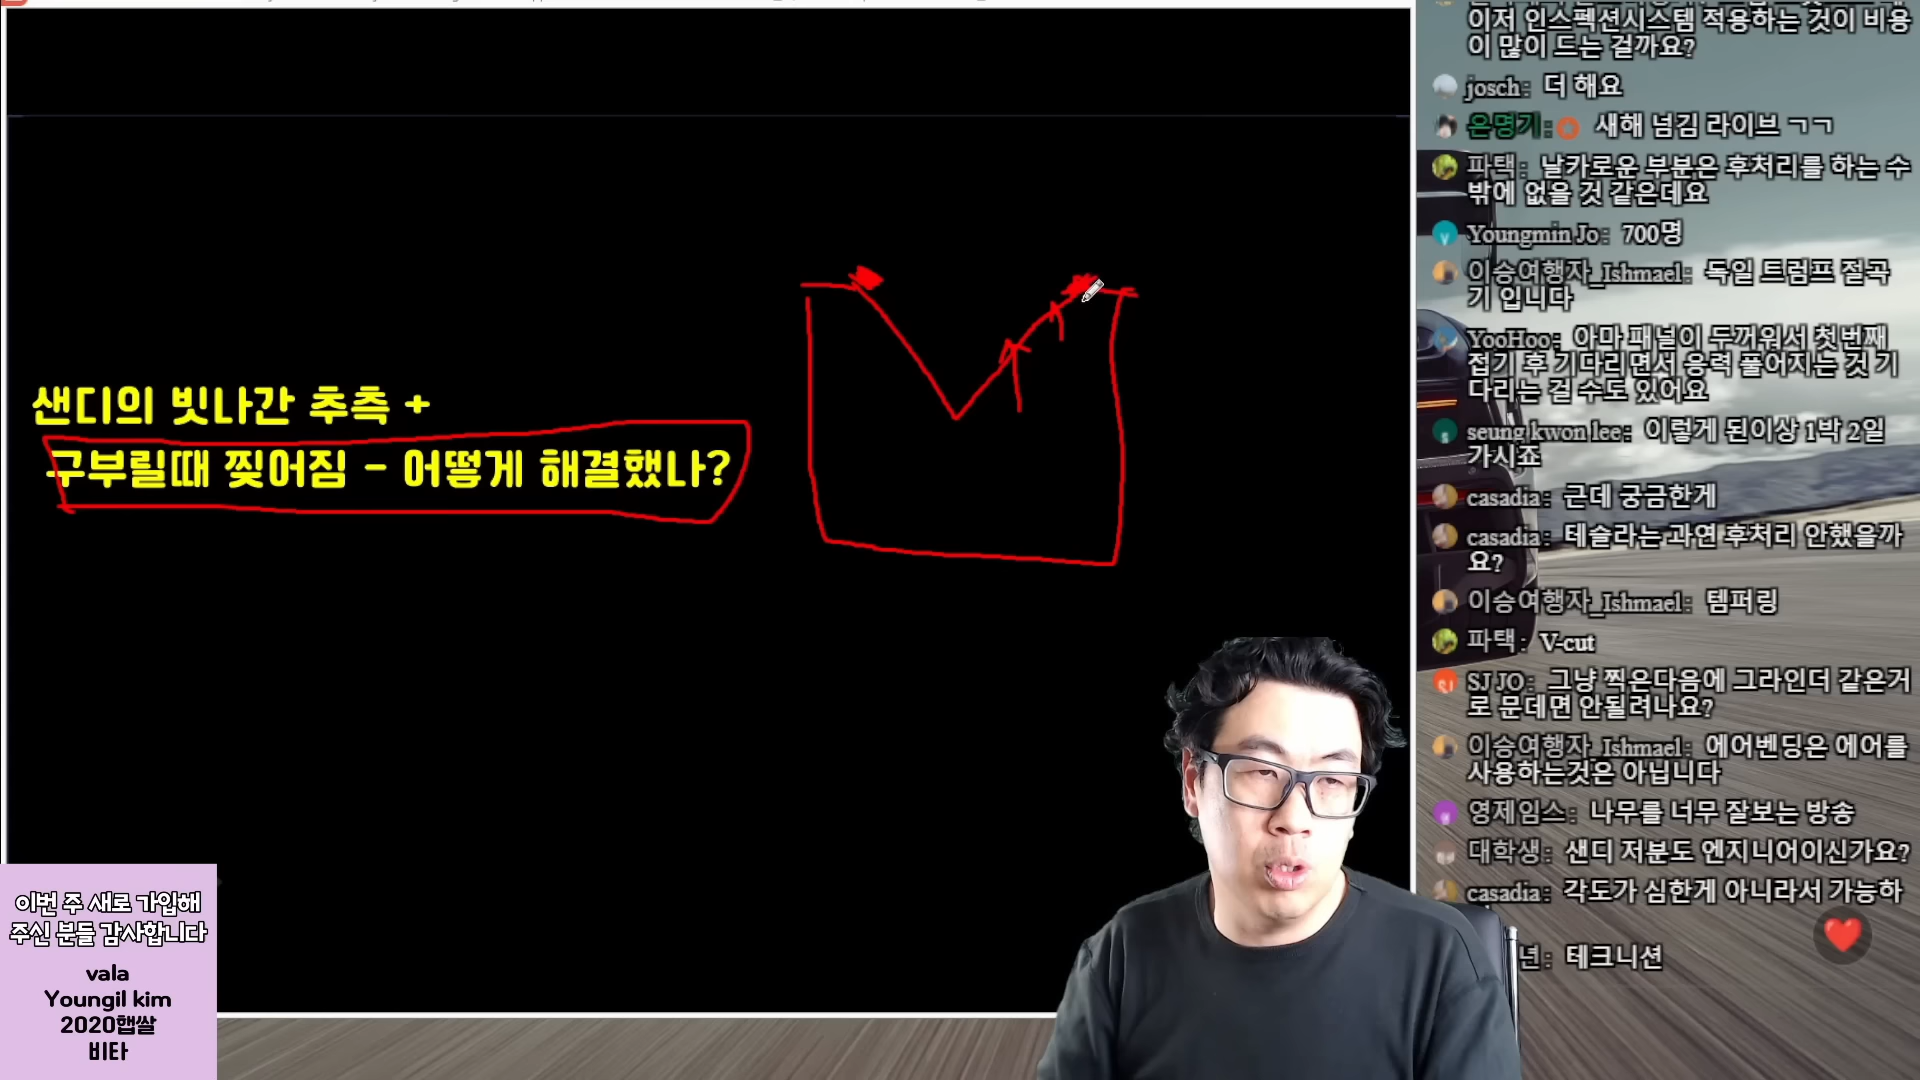 샌디의 빗나간 추측 +
구부릴때 찢어짐 - 어떻게 해결했나?
이번 주 새로 가입해
주신 분들 감사합니다
vala
Youngil kim
2020햅쌀
비타
이저 인스펙션시스템 적용하는 것이 비용
이 많이 드는 걸까요?
josch: 더 해요
은명기: 새해 넘김 라이브 ㄱㄱ
파택: 날카로운 부분은 후처리를 하는 수
밖에 없을 것 같은데요
Youngmin Jo: 700명
이승여행자_Ishmael: 독일 트럼프 절곡
기 입니다
YooHoo: 아마 패널이 두꺼워서 첫번째
접기 후 기다리면서 응력 풀어지는 것 기
다리는 걸 수도 있어요
seung kwon lee: 이렇게 된이상 1박 2일
가시죠
casadia: 근데 궁금한게
casadia: 테슬라는 과연 후처리 안했을까
요?
이승여행자_Ishmael: 템퍼링
파택: V-cut
SJ JO: 그냥 찍은다음에 그라인더 같은거
로 문데면 안될려나요?
이승여행자_Ishmael: 에어벤딩은 에어를
사용하는것은 아닙니다
영제임스: 나무를 너무 잘보는 방송
대학생: 샌디 저분도 엔지니어이신가요?
casadia: 각도가 심한게 아니라서 가능하
년: 테크니션